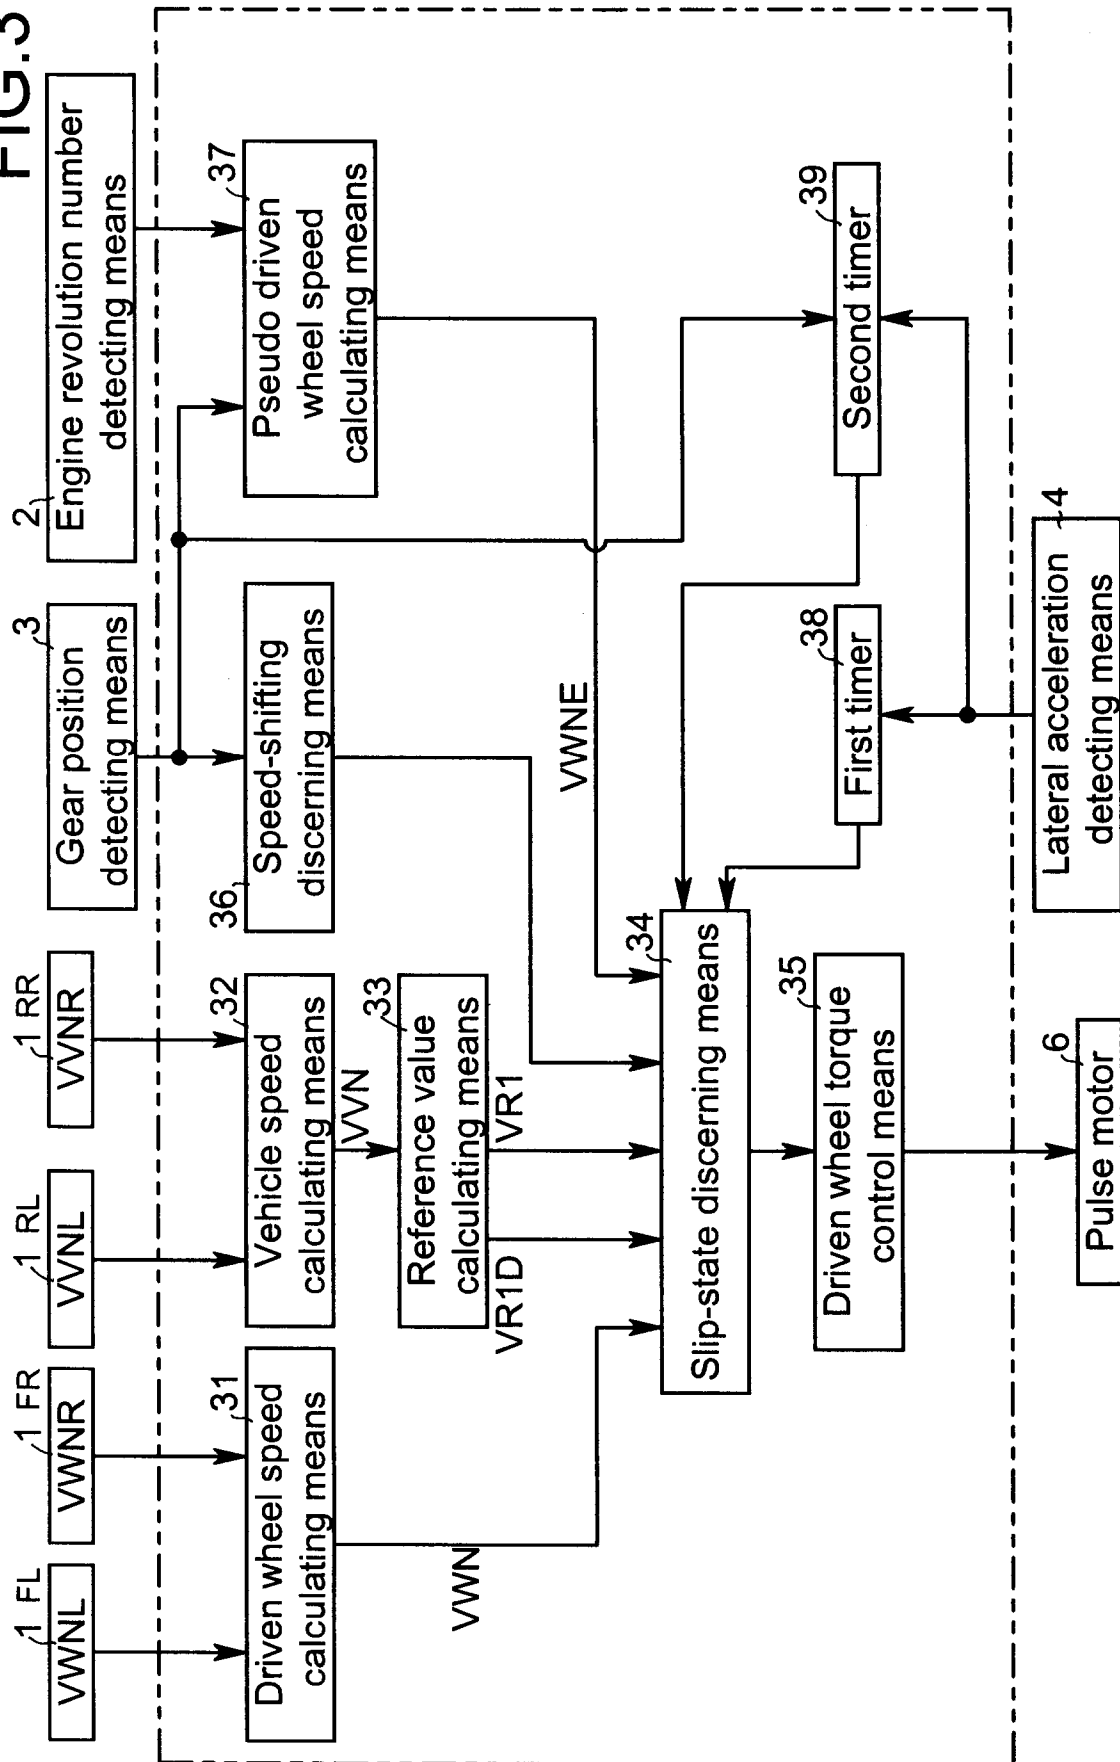 FIG.3
1 FL
VWNL
1 FR
VWNR
1 RL
VVNL
1 RR
VVNR
3
Gear position
detecting means
2
Engine revolution number
detecting means
31
Driven wheel speed
calculating means
32
Vehicle speed
calculating means
36
Speed-shifting
discerning means
37
Pseudo driven
wheel speed
calculating means
VVN
33
Reference value
calculating means
VWN
VR1D
VR1
VWNE
34
Slip-state discerning means
35
Driven wheel torque
control means
38
First timer
39
Second timer
6
Pulse motor
4
Lateral acceleration
detecting means